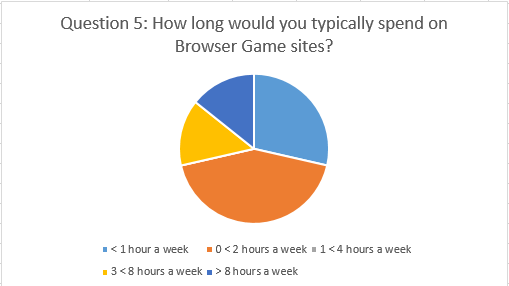 Question 5: How long would you typically spend on
Browser Game sites?
< 1 hour a week 0 < 2 hours a week 1 < 4 hours a week
3 < 8 hours a week > 8 hours a week